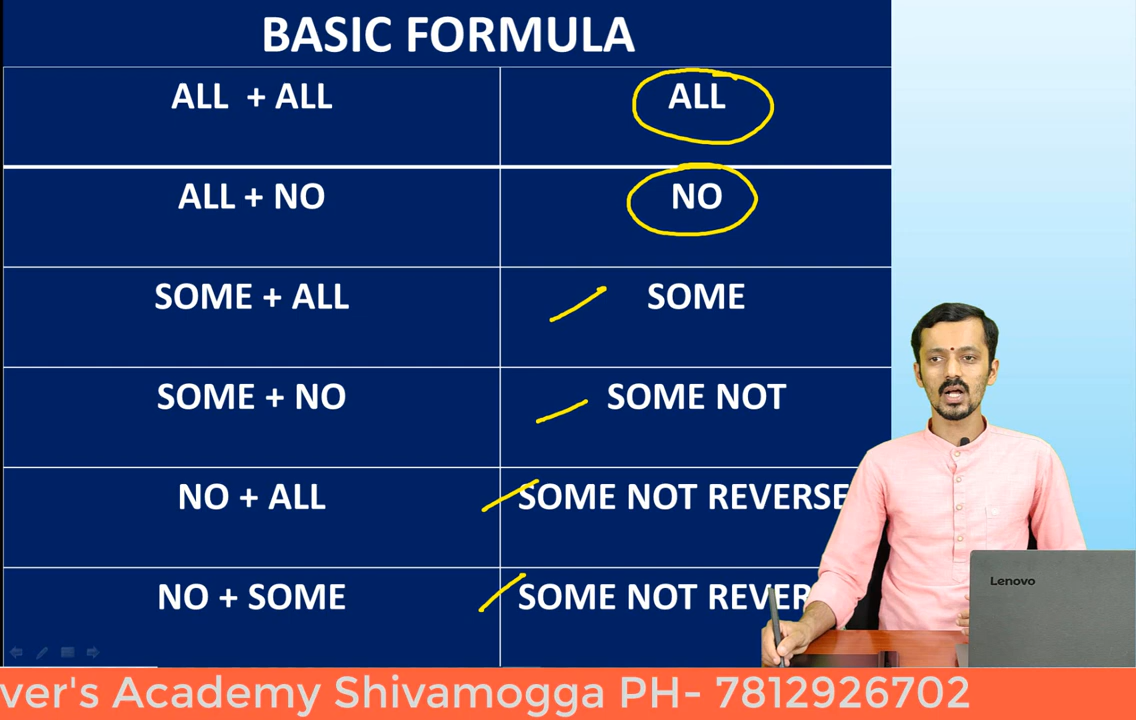 BASIC FORMULA
ALL + ALL
ALL
ALL + NO
NO
SOME + ALL
SOME
SOME + NO
SOME NOT
NO + ALL
SOME NOT REVERSE
NO + SOME
SOME NOT REVER
Lenovo
ver's Academy Shivamogga PH- 7812926702